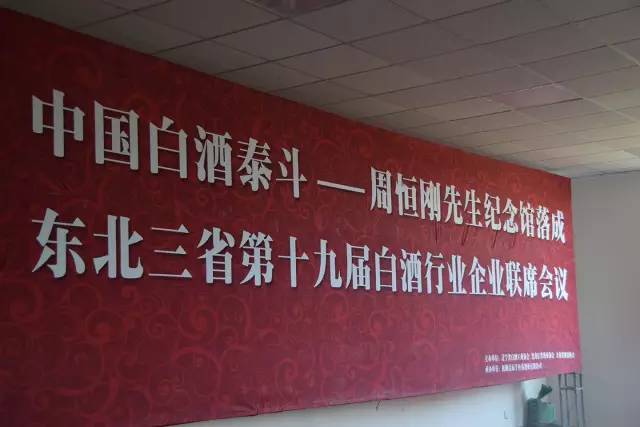 中国白酒泰斗——周恒刚先生纪念馆落成
东北三省第十九届白酒行业企业联席会议